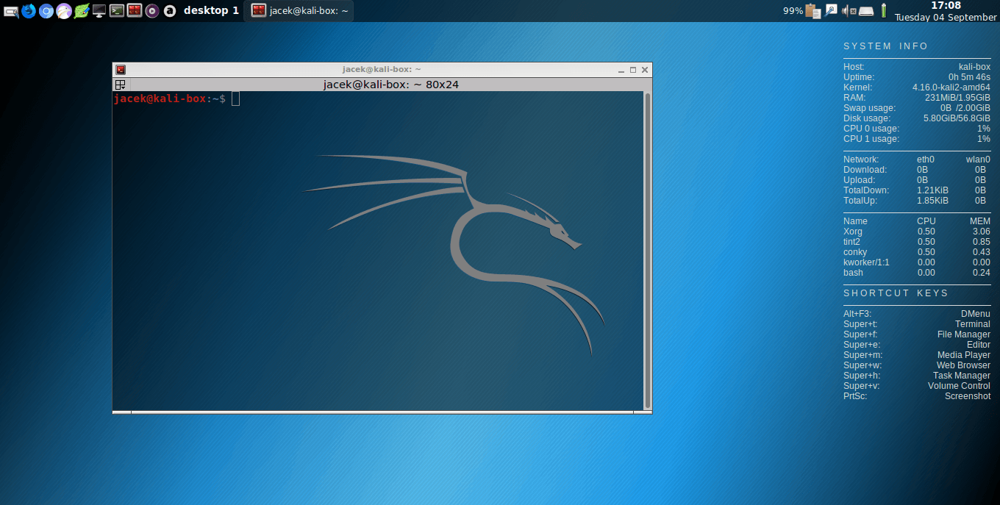 desktop 1 jacek@kali-box: ~ 99% 17:08
Tuesday 04 September
jacek@kali-box: ~
jacek@kali-box: ~ 80x24
jacek@kali-box:~$
SYSTEM INFO
Host: kali-box
Uptime: 0h 5m 46s
Kernel: 4.16.0-kali2-amd64
RAM: 231MiB/1.95GiB
Swap usage: 0B /2.00GiB
Disk usage: 5.80GiB/56.8GiB
CPU 0 usage: 1%
CPU 1 usage: 1%
Network: eth0 wlan0
Download: 0B 0B
Upload: 0B 0B
TotalDown: 1.21KiB 0B
TotalUp: 1.85KiB 0B
Name CPU MEM
Xorg 0.50 3.06
tint2 0.50 0.85
conky 0.50 0.43
kworker/1:1 0.00 0.00
bash 0.00 0.24
SHORTCUT KEYS
Alt+F3: DMenu
Super+t: Terminal
Super+f: File Manager
Super+e: Editor
Super+m: Media Player
Super+w: Web Browser
Super+h: Task Manager
Super+v: Volume Control
PrtSc: Screenshot